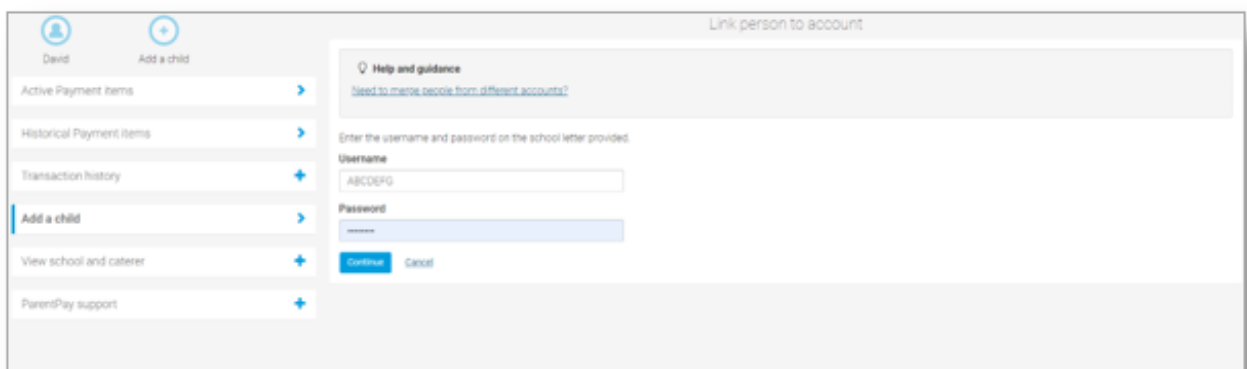 David
Add a child
Active Payment items
Historical Payment items
Transaction history
Add a child
View school and caterer
ParentPay support
Link person to account
Help and guidance
Need to merge people from different accounts?
Enter the username and password on the school letter provided.
Username
ABCDEFG
Password
Continue Cancel